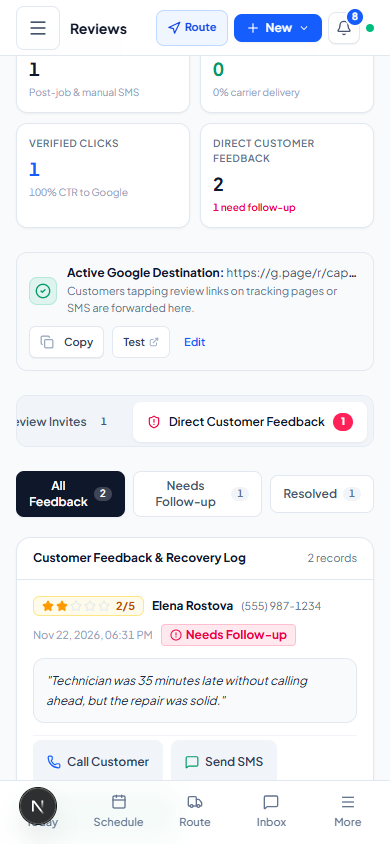 Reviews
Route
New
8
1
Post-job & manual SMS
0
0% carrier delivery
VERIFIED CLICKS
1
100% CTR to Google
DIRECT CUSTOMER
FEEDBACK
2
1 need follow-up
Active Google Destination: https://g.page/r/cap...
Customers tapping review links on tracking pages or
SMS are forwarded here.
Copy
Test
Edit
eview Invites 1
Direct Customer Feedback 1
All
Feedback 2
Needs
Follow-up 1
Resolved 1
Customer Feedback & Recovery Log
2 records
2/5 Elena Rostova (555) 987-1234
Nov 22, 2026, 06:31 PM Needs Follow-up
"Technician was 35 minutes late without calling
ahead, but the repair was solid."
Call Customer
Send SMS
N
Schedule
Route
Inbox
More